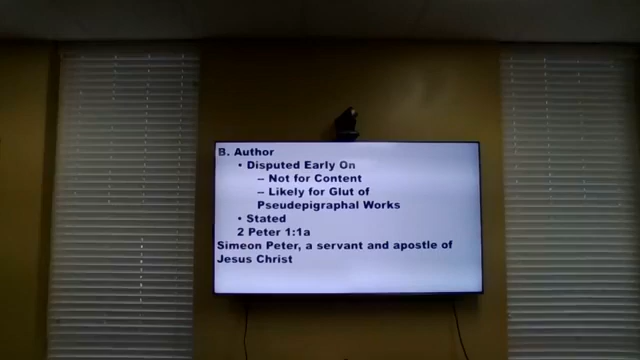 B. Author
• Disputed Early On
– Not for Content
– Likely for Glut of
Pseudepigraphal Works
• Stated
2 Peter 1:1a
Simeon Peter, a servant and apostle of
Jesus Christ